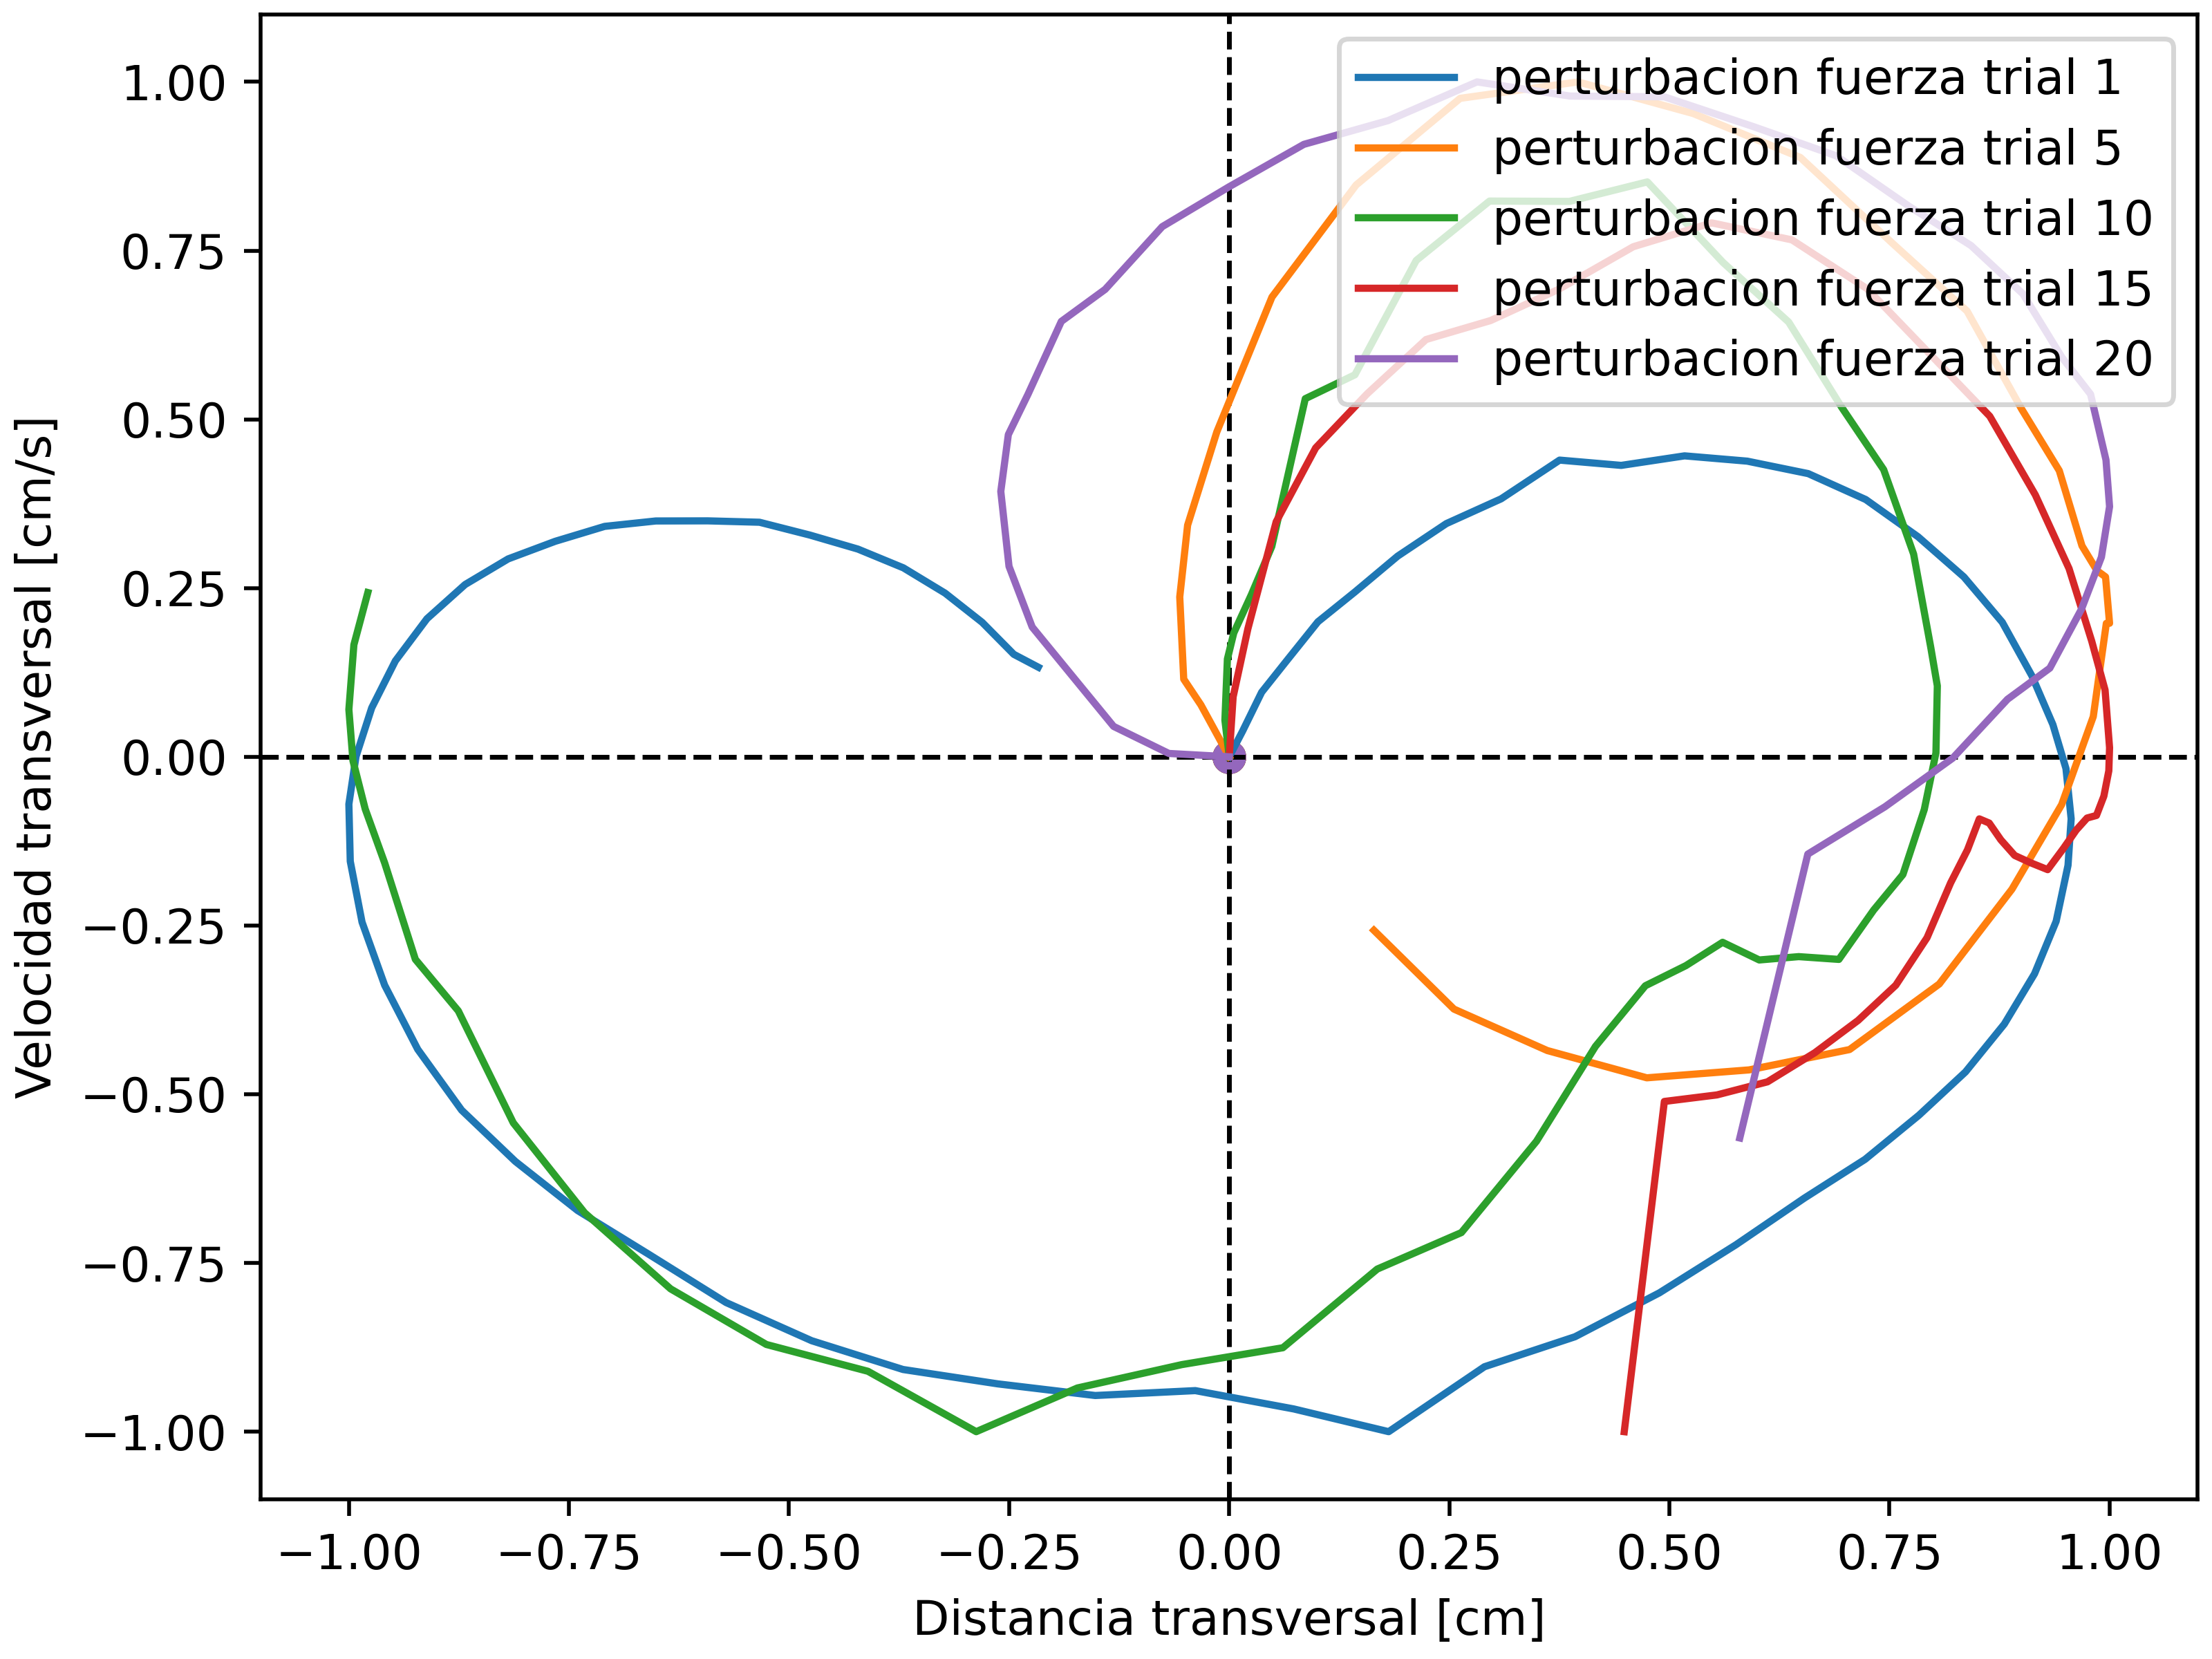 perturbacion fuerza trial 1
perturbacion fuerza trial 5
perturbacion fuerza trial 10
perturbacion fuerza trial 15
perturbacion fuerza trial 20
1.00
0.75
0.50
0.25
0.00
−0.25
−0.50
−0.75
−1.00
Velocidad transversal [cm/s]
−1.00 −0.75 −0.50 −0.25 0.00 0.25 0.50 0.75 1.00
Distancia transversal [cm]